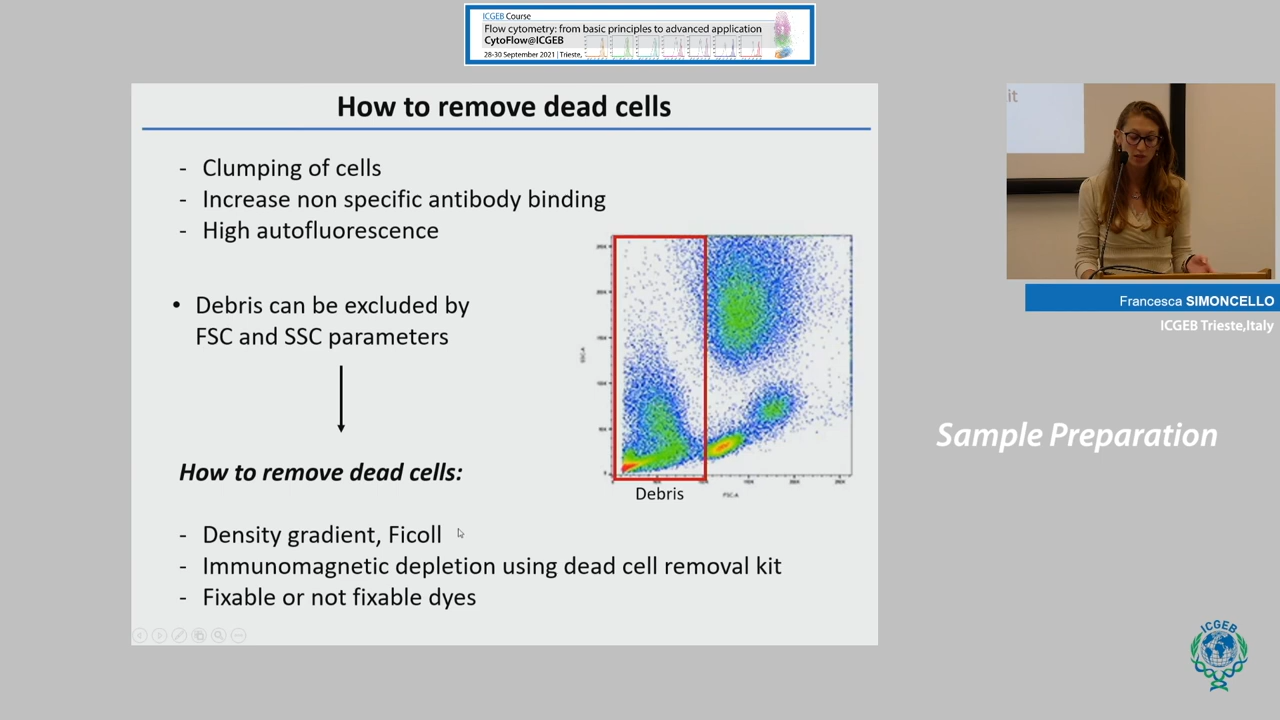 ICGEB Course
Flow cytometry: from basic principles to advanced application
CytoFlow@ICGEB
28-30 September 2021 | Trieste,
How to remove dead cells
- Clumping of cells
- Increase non specific antibody binding
- High autofluorescence
• Debris can be excluded by
FSC and SSC parameters
How to remove dead cells:
- Density gradient, Ficoll
- Immunomagnetic depletion using dead cell removal kit
- Fixable or not fixable dyes
SSC-A
Debris
FSC-A
it
Francesca SIMONCELLO
ICGEB Trieste,Italy
Sample Preparation
ICGEB